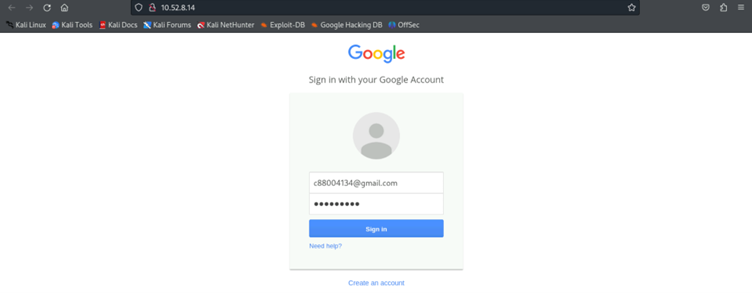 10.52.8.14
Kali Linux Kali Tools Kali Docs Kali Forums Kali NetHunter Exploit-DB Google Hacking DB OffSec
Google
Sign in with your Google Account
c88004134@gmail.com
●●●●●●●●●
Sign in
Need help?
Create an account